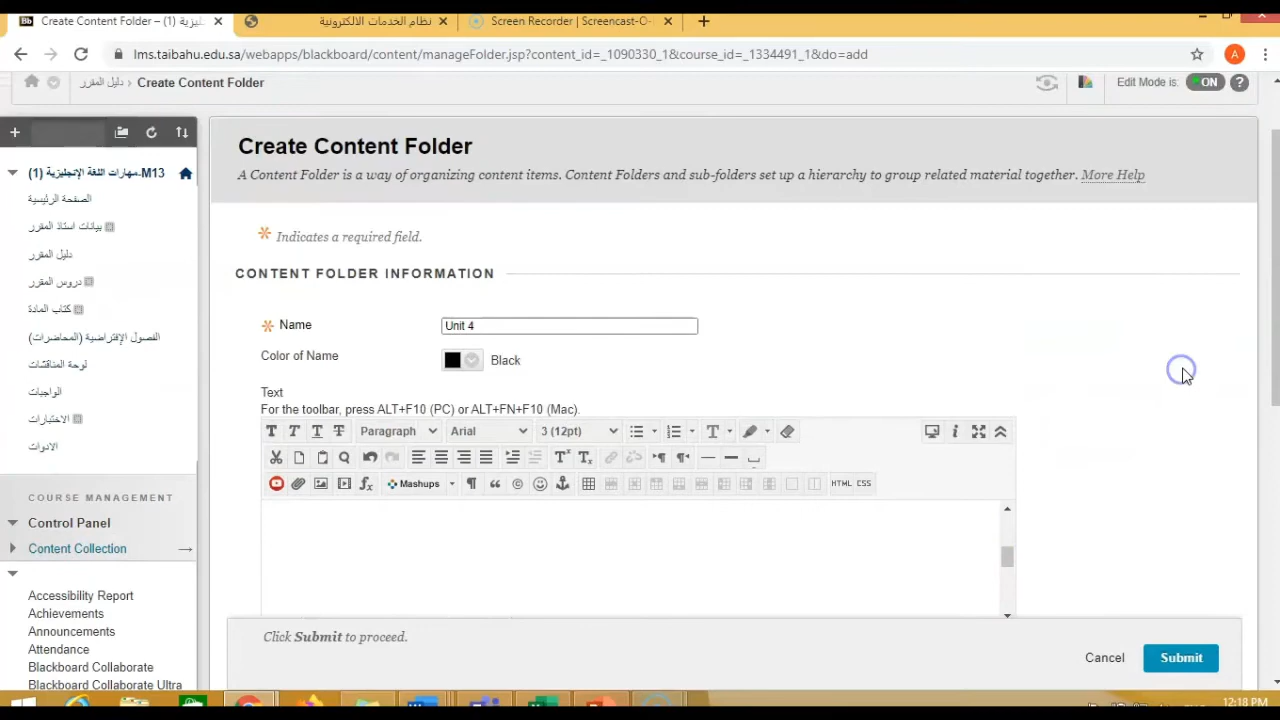 Create Content Folder – (1) ليزية
نظام الخدمات الالكترونية
Screen Recorder | Screencast-O-
lms.taibahu.edu.sa/webapps/blackboard/content/manageFolder.jsp?content_id=_1090330_1&course_id=_1334491_1&do=add
A
دليل المقرر
Create Content Folder
Edit Mode is: ON ?
Create Content Folder
A Content Folder is a way of organizing content items. Content Folders and sub-folders set up a hierarchy to group related material together. More Help
M13.مهارات اللغة الإنجليزية (1)
الصفحة الرئيسية
بيانات استاذ المقرر
دليل المقرر
دروس المقرر
كتاب المادة
الفصول الإفتراضية (المحاضرات)
لوحة المناقشات
الواجبات
الاختبارات
الادوات
COURSE MANAGEMENT
Control Panel
Content Collection
Accessibility Report
Achievements
Announcements
Attendance
Blackboard Collaborate
Blackboard Collaborate Ultra
Indicates a required field.
CONTENT FOLDER INFORMATION
Name
Unit 4
Color of Name
Black
Text
For the toolbar, press ALT+F10 (PC) or ALT+FN+F10 (Mac).
T T T T Paragraph Arial 3 (12pt)
Mashups
HTML CSS
Click Submit to proceed.
Cancel
Submit
12:18 PM